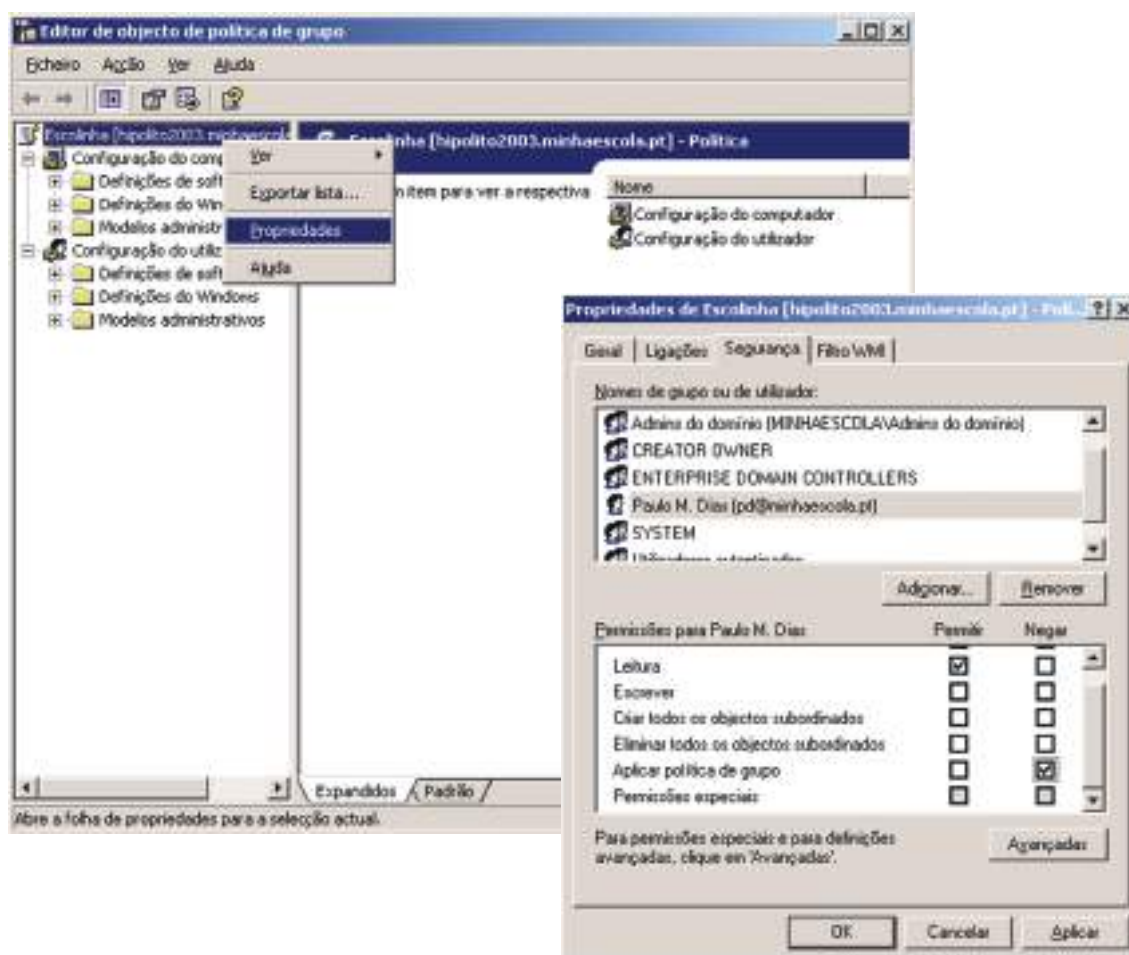 Editor de objecto de política de grupo
Ficheiro Acção Ver Ajuda
Escolinha [hipolito2003.minhaescola
Configuração do comp
Definições de soft
Definições do Win
Modelos administr
Configuração do utiliz
Definições de soft
Definições do Windows
Modelos administrativos
Ver
Exportar lista...
Propriedades
Ajuda
nha [hipolito2003.minhaescola.pt] - Política
item para ver a respectiva
Nome
Configuração do computador
Configuração do utilizador
Expandidos Padrão
Abre a folha de propriedades para a selecção actual.
Propriedades de Escolinha [hipolito2003.minhaescola.pt] - Polí...
Geral Ligações Segurança Filtro WMI
Nomes de grupo ou de utilizador:
Admins do domínio (MINHAESCOLA\Admins do domínio)
CREATOR OWNER
ENTERPRISE DOMAIN CONTROLLERS
Paulo M. Dias (pd@minhaescola.pt)
SYSTEM
Utilizadores autenticados
Adicionar... Remover
Permissões para Paulo M. Dias Permitir Negar
Leitura
Escrever
Criar todos os objectos subordinados
Eliminar todos os objectos subordinados
Aplicar política de grupo
Permissões especiais
Para permissões especiais e para definições
avançadas, clique em 'Avançadas'.
Avançadas
OK Cancelar Aplicar